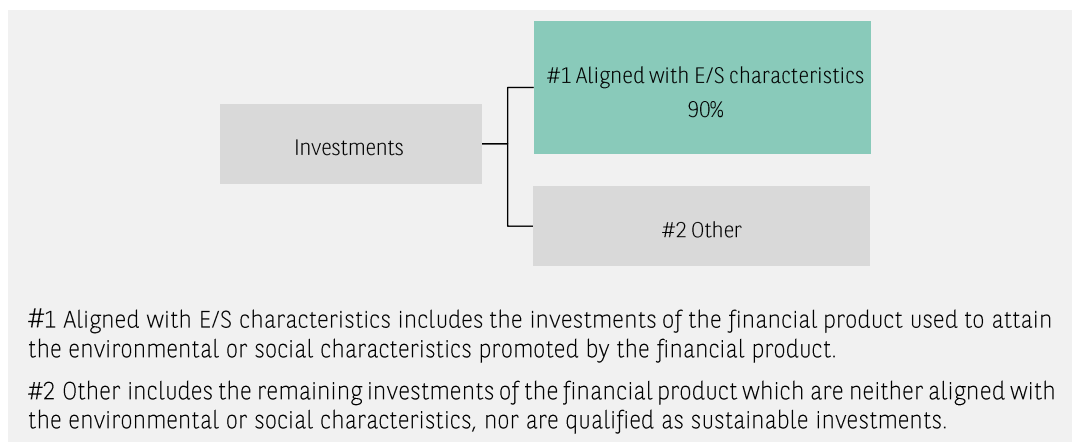 #1 Aligned with E/S characteristics
90%
Investments
#2 Other
#1 Aligned with E/S characteristics includes the investments of the financial product used to attain
the environmental or social characteristics promoted by the financial product.
#2 Other includes the remaining investments of the financial product which are neither aligned with
the environmental or social characteristics, nor are qualified as sustainable investments.